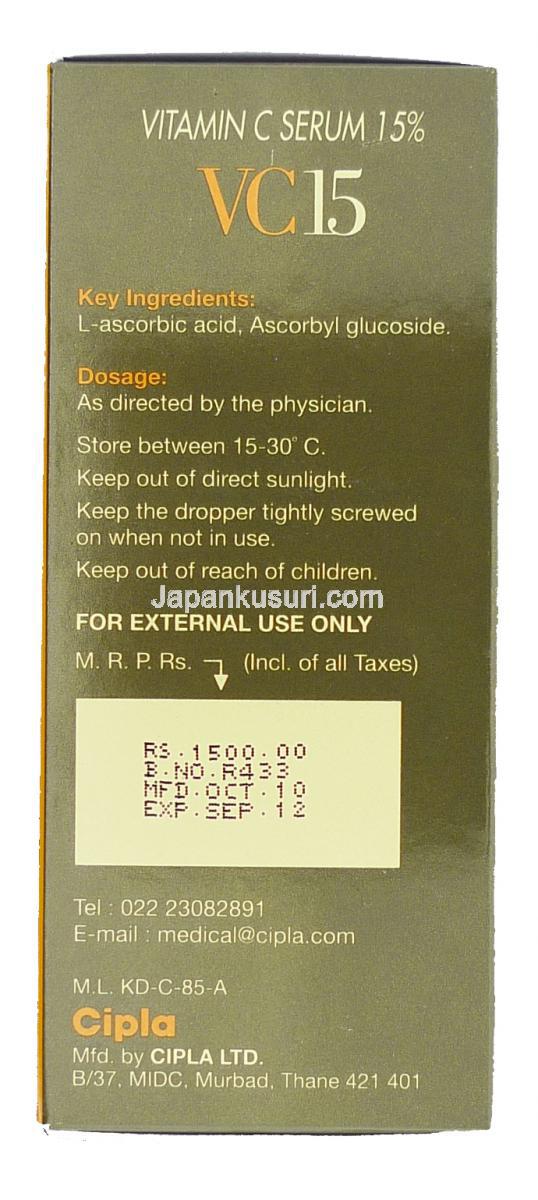 VITAMIN C SERUM 15%
VC15
Key Ingredients:
L-ascorbic acid, Ascorbyl glucoside.
Dosage:
As directed by the physician.
Store between 15-30° C.
Keep out of direct sunlight.
Keep the dropper tightly screwed
on when not in use.
Keep out of reach of children.
Japankusuri.com
FOR EXTERNAL USE ONLY
M. R. P. Rs. (Incl. of all Taxes)
RS.1500.00
B.NO.R433
MFD.OCT.10
EXP.SEP.12
Tel : 022 23082891
E-mail : medical@cipla.com
M.L. KD-C-85-A
Cipla
Mfd. by CIPLA LTD.
B/37, MIDC, Murbad, Thane 421 401